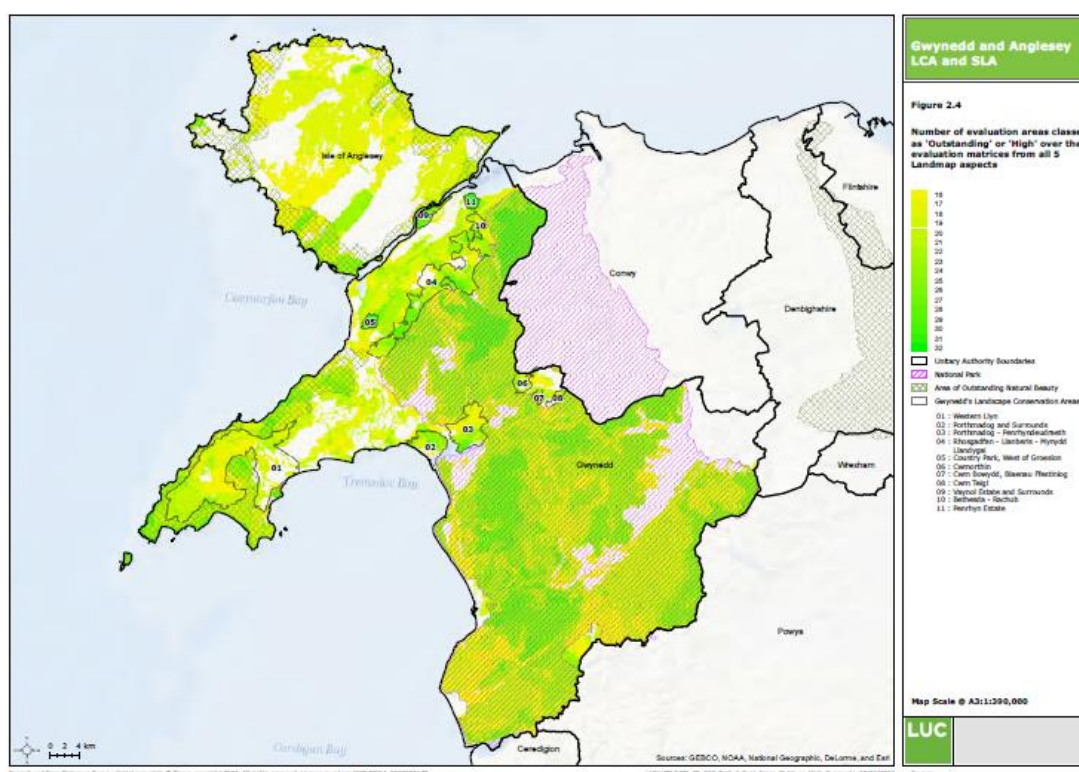 Gwynedd and Anglesey
LCA and SLA
Figure 2.4
Number of evaluation areas classe
as 'Outstanding' or 'High' over the
evaluation matrices from all 5
Landmap aspects
16
17
18
19
20
21
22
23
24
25
26
27
28
29
30
31
32
Unitary Authority Boundaries
National Park
Area of Outstanding Natural Beauty
Gwynedd's Landscape Conservation Areas
01 : Western Llyn
02 : Porthmadog and Surrounds
03 : Porthmadog - Penrhyndeudraeth
04 : Rhosgadfan - Llanberis - Mynydd
Llandygai
05 : Country Park, West of Groeslon
06 : Cwmorthin
07 : Cwm Bowydd, Blaenau Ffestiniog
08 : Cwm Teigl
09 : Vaynol Estate and Surrounds
10 : Bethesda - Rachub
11 : Penrhyn Estate
Map Scale @ A3:1:390,000
LUC
Isle of Anglesey
Flintshire
11
09
10
Conwy
04
Caernarfon Bay
Denbighshire
05
06
07
08
03
02
Gwynedd
01
Wrexham
Tremadoc Bay
Powys
Cardigan Bay
Ceredigion
0 2 4 km
Sources: GEBCO, NOAA, National Geographic, DeLorme, and Esri